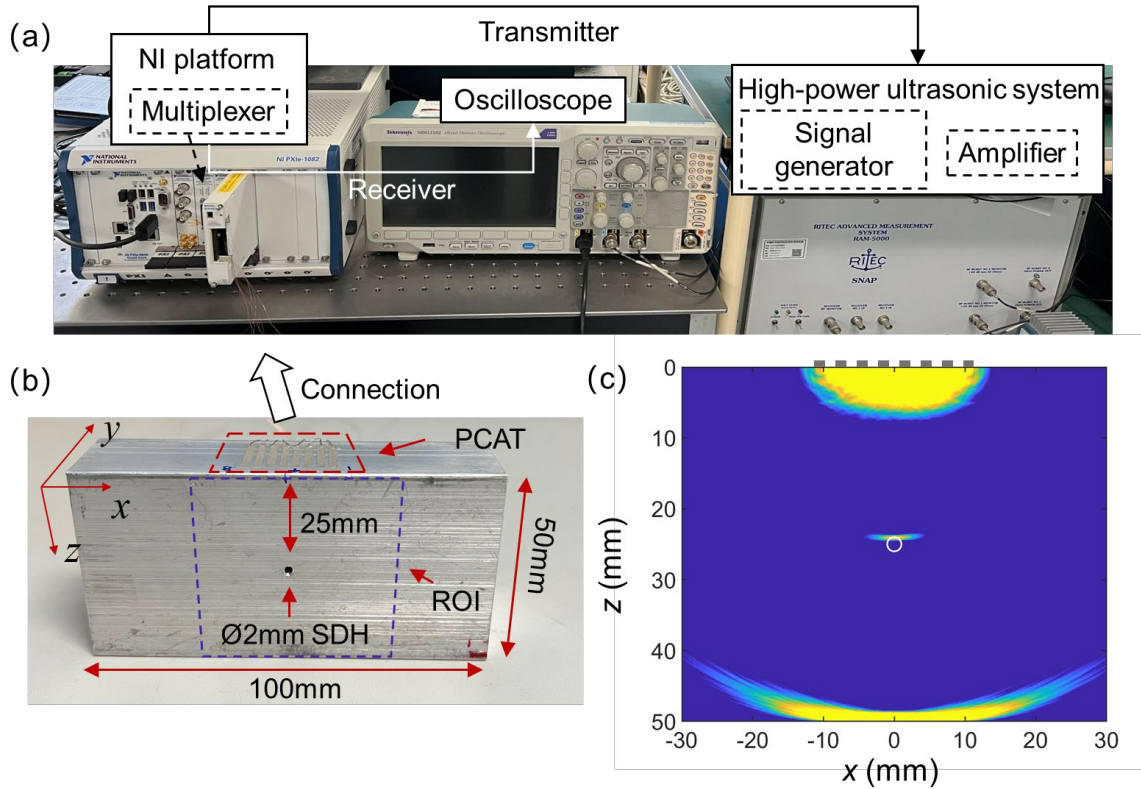 (a)
Transmitter
NI platform
Multiplexer
Oscilloscope
High-power ultrasonic system
Signal
generator
Amplifier
Receiver
NATIONAL
INSTRUMENTS
NI PXIe-1082
Tektronix
RITEC ADVANCED MEASUREMENT
SYSTEM
RAM-5000
RITEC
SNAP
(b)
Connection
PCAT
y
x
z
25mm
50mm
ROI
Ø2mm SDH
100mm
(c)
0
10
20
30
40
50
z (mm)
-30
-20
-10
0
10
20
30
x (mm)